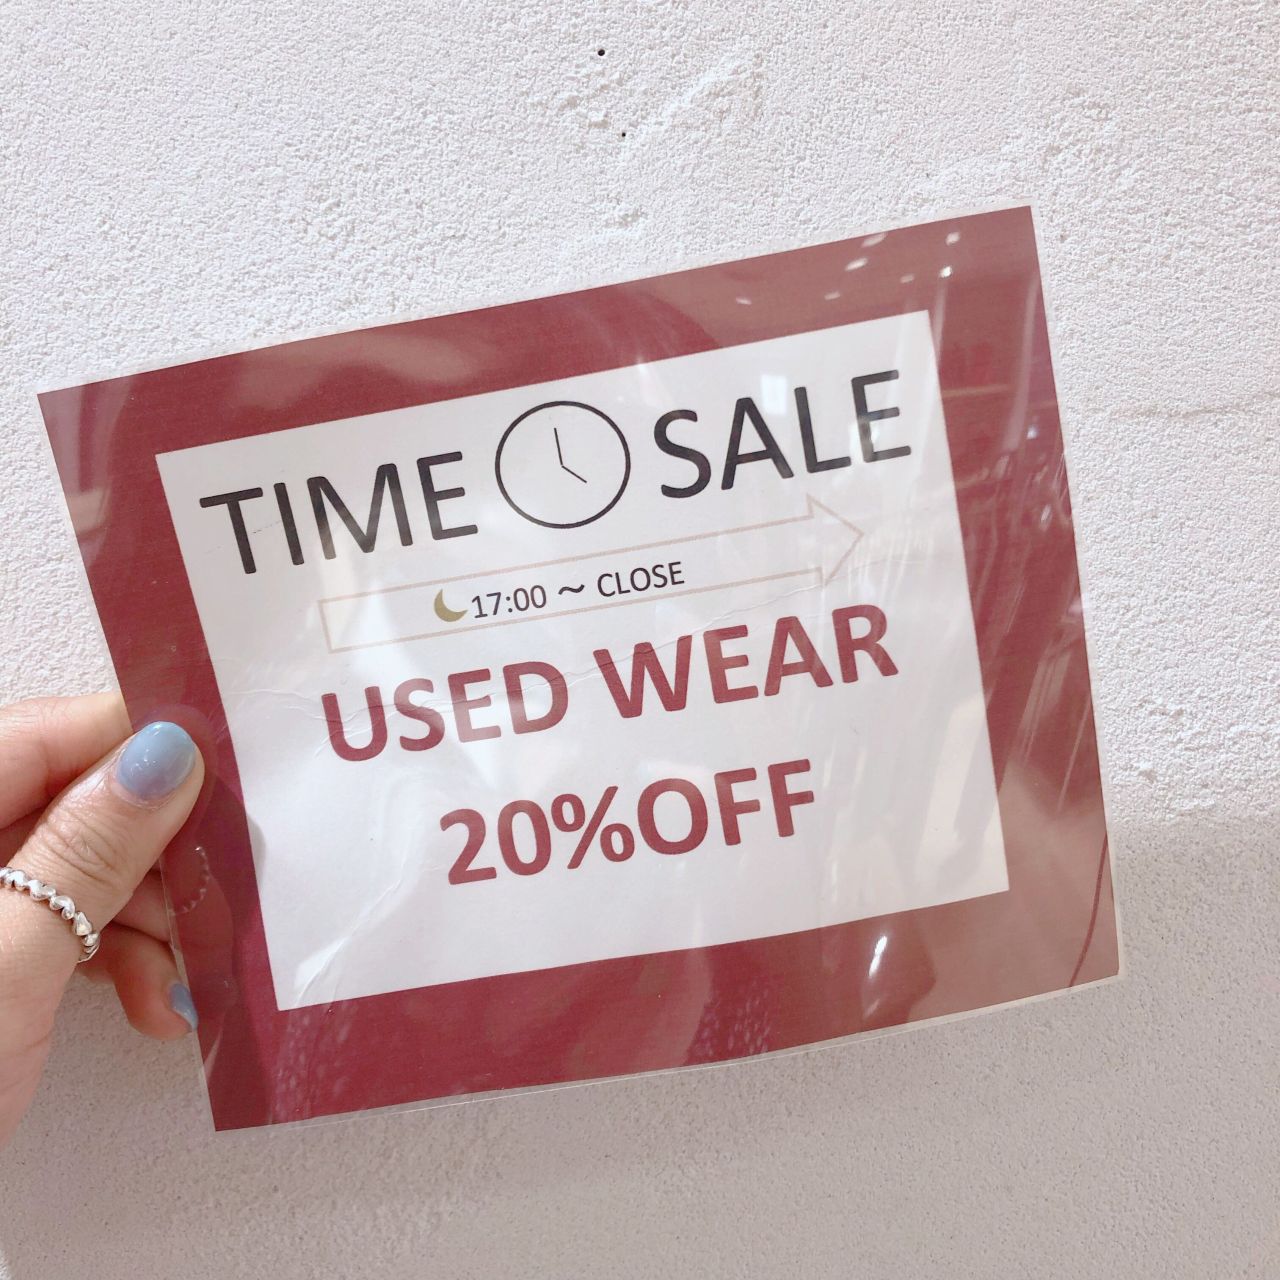 TIME SALE
17:00 〜 CLOSE
USED WEAR
20%OFF